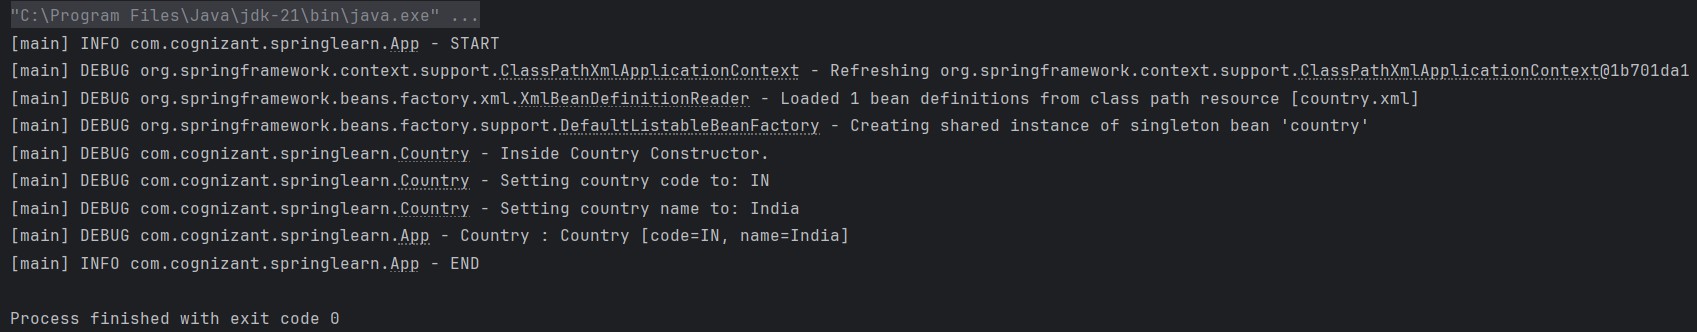 "C:\Program Files\Java\jdk-21\bin\java.exe" ...
[main] INFO com.cognizant.springlearn.App - START
[main] DEBUG org.springframework.context.support.ClassPathXmlApplicationContext - Refreshing org.springframework.context.support.ClassPathXmlApplicationContext@1b701da1
[main] DEBUG org.springframework.beans.factory.xml.XmlBeanDefinitionReader - Loaded 1 bean definitions from class path resource [country.xml]
[main] DEBUG org.springframework.beans.factory.support.DefaultListableBeanFactory - Creating shared instance of singleton bean 'country'
[main] DEBUG com.cognizant.springlearn.Country - Inside Country Constructor.
[main] DEBUG com.cognizant.springlearn.Country - Setting country code to: IN
[main] DEBUG com.cognizant.springlearn.Country - Setting country name to: India
[main] DEBUG com.cognizant.springlearn.App - Country : Country [code=IN, name=India]
[main] INFO com.cognizant.springlearn.App - END
Process finished with exit code 0